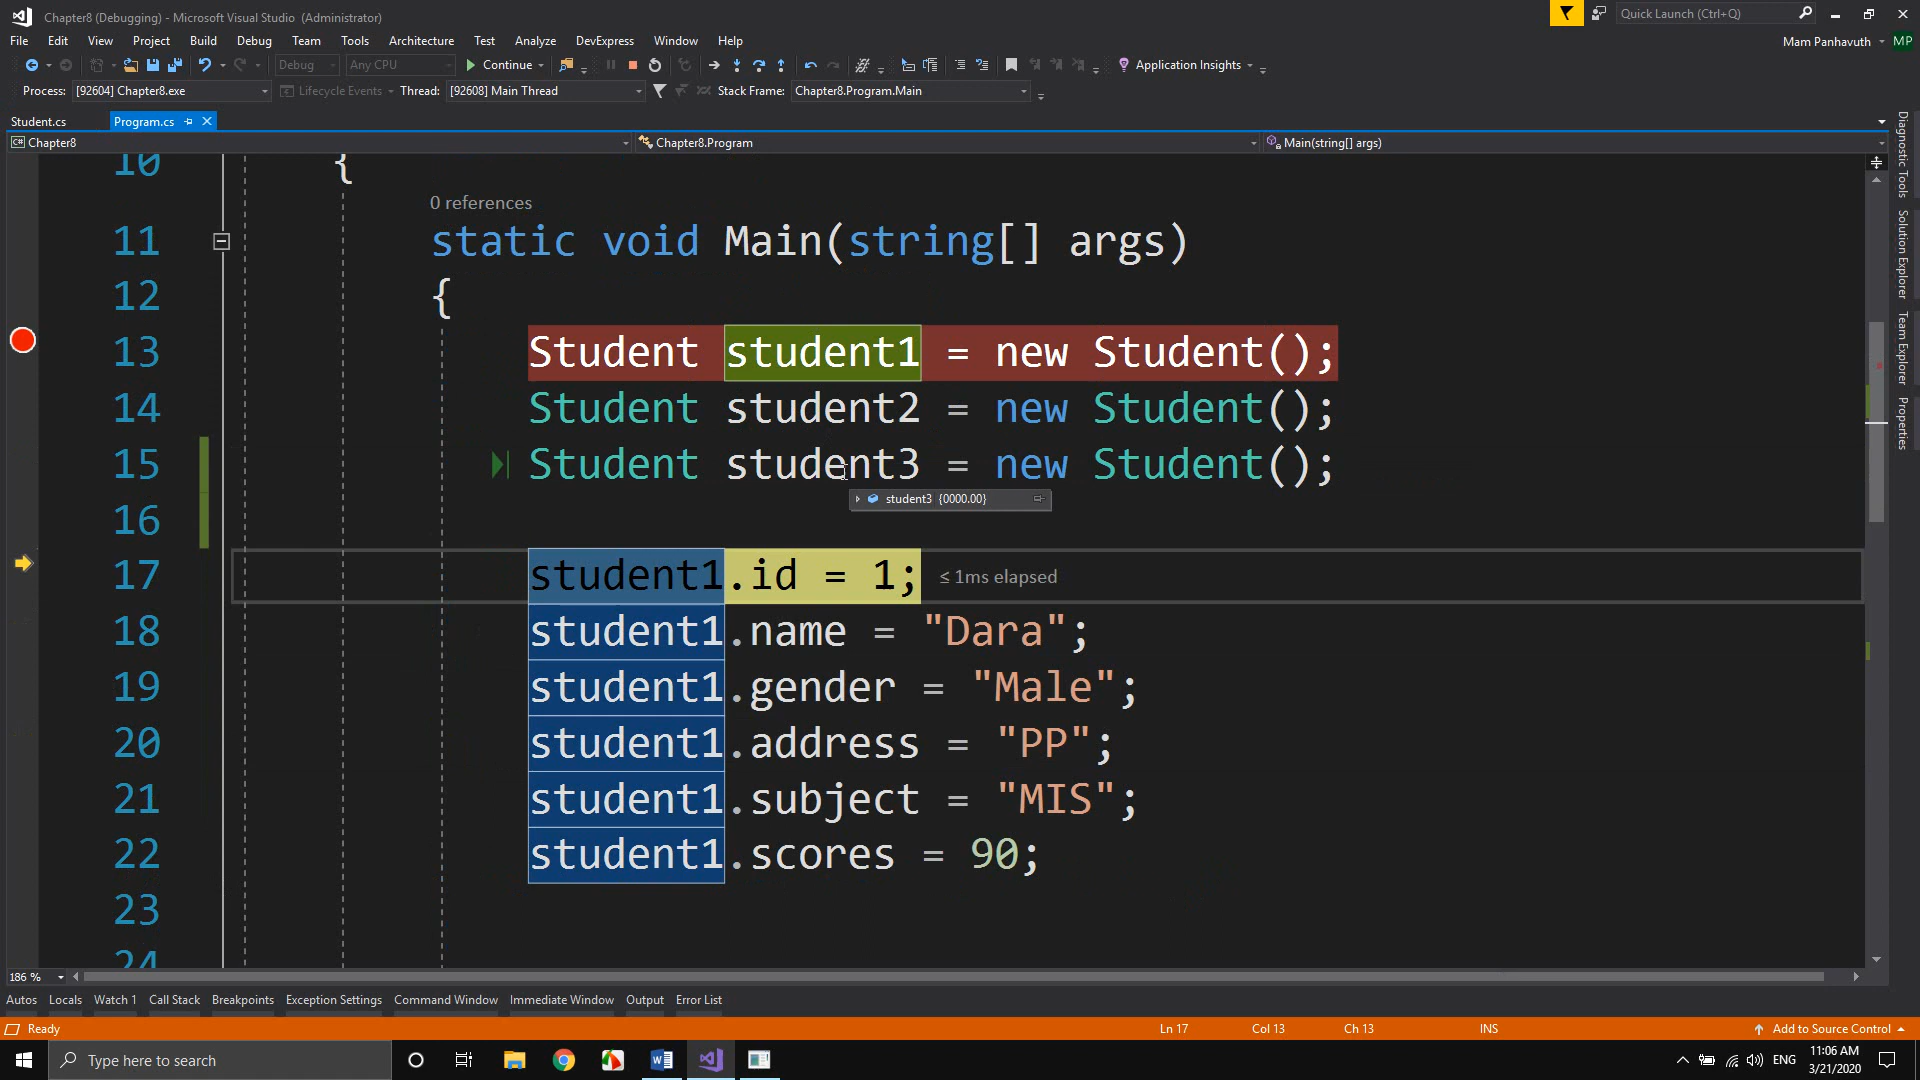 Chapter8 (Debugging) - Microsoft Visual Studio (Administrator)
Quick Launch (Ctrl+Q)
File Edit View Project Build Debug Team Tools Architecture Test Analyze DevExpress Window Help
Mam Panhavuth MP
Debug Any CPU Continue Application Insights
Process: [92604] Chapter8.exe Lifecycle Events Thread: [92608] Main Thread Stack Frame: Chapter8.Program.Main
Student.cs Program.cs
Chapter8 Chapter8.Program Main(string[] args)
10 {
0 references
11 static void Main(string[] args)
12 {
13 Student student1 = new Student();
14 Student student2 = new Student();
15 Student student3 = new Student();
student3 {0000.00}
16
17 student1.id = 1; ≤ 1ms elapsed
18 student1.name = "Dara";
19 student1.gender = "Male";
20 student1.address = "PP";
21 student1.subject = "MIS";
22 student1.scores = 90;
23
24
Diagnostic Tools
Solution Explorer
Team Explorer
Properties
186 %
Autos Locals Watch 1 Call Stack Breakpoints Exception Settings Command Window Immediate Window Output Error List
Ready Ln 17 Col 13 Ch 13 INS Add to Source Control
Type here to search
ENG
11:06 AM
3/21/2020